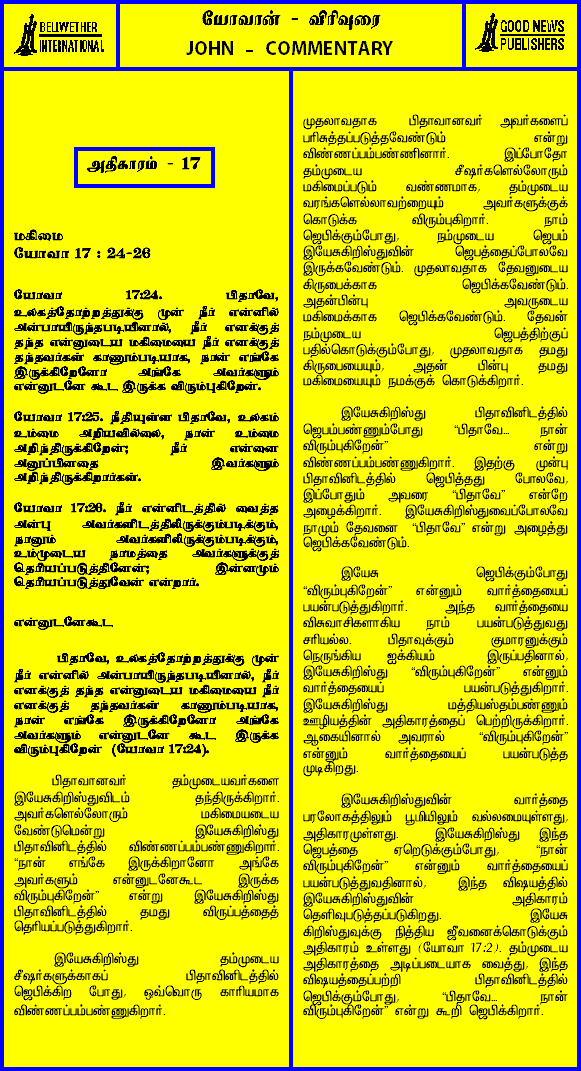 BELLWETHER
INTERNATIONAL
யோவான் - விரிவுரை
JOHN - COMMENTARY
GOOD NEWS
PUBLISHERS
அதிகாரம் - 17
மகிமை
யோவா 17 : 24-26
யோவா 17:24. பிதாவே,
உலகத்தோற்றத்துக்கு முன் நீர் என்னில்
அன்பாயிருந்தபடியினால், நீர் எனக்குத்
தந்த என்னுடைய மகிமையை நீர் எனக்குத்
தந்தவர்கள் காணும்படியாக, நான் எங்கே
இருக்கிறேனோ அங்கே அவர்களும்
என்னுடனே கூட இருக்க விரும்புகிறேன்.
யோவா 17:25. நீதியுள்ள பிதாவே, உலகம்
உம்மை அறியவில்லை, நான் உம்மை
அறிந்திருக்கிறேன்; நீர் என்னை
அனுப்பினதை இவர்களும்
அறிந்திருக்கிறார்கள்.
யோவா 17:26. நீர் என்னிடத்தில் வைத்த
அன்பு அவர்களிடத்திலிருக்கும்படிக்கும்,
நானும் அவர்களிலிருக்கும்படிக்கும்,
உம்முடைய நாமத்தை அவர்களுக்குத்
தெரியப்படுத்தினேன்; இன்னமும்
தெரியப்படுத்துவேன் என்றார்.
என்னுடனேகூட
பிதாவே, உலகத்தோற்றத்துக்கு முன்
நீர் என்னில் அன்பாயிருந்தபடியினால், நீர்
எனக்குத் தந்த என்னுடைய மகிமையை நீர்
எனக்குத் தந்தவர்கள் காணும்படியாக,
நான் எங்கே இருக்கிறேனோ அங்கே
அவர்களும் என்னுடனே கூட இருக்க
விரும்புகிறேன் (யோவா 17:24).
பிதாவானவர் தம்முடையவர்களை
இயேசுகிறிஸ்துவிடம் தந்திருக்கிறார்.
அவர்களெல்லோரும் மகிமையடைய
வேண்டுமென்று இயேசுகிறிஸ்து
பிதாவினிடத்தில் விண்ணப்பம்பண்ணுகிறார்.
“நான் எங்கே இருக்கிறானோ அங்கே
அவர்களும் என்னுடனேகூட இருக்க
விரும்புகிறேன்” என்று இயேசுகிறிஸ்து
பிதாவினிடத்தில் தமது விருப்பத்தைத்
தெரியப்படுத்துகிறார்.
இயேசுகிறிஸ்து தம்முடைய
சீஷர்களுக்காகப் பிதாவினிடத்தில்
ஜெபிக்கிற போது, ஒவ்வொரு காரியமாக
விண்ணப்பம்பண்ணுகிறார்.
முதலாவதாக பிதாவானவர் அவர்களைப்
பரிசுத்தப்படுத்தவேண்டும் என்று
விண்ணப்பம்பண்ணினார். இப்போதோ
தம்முடைய சீஷர்களெல்லோரும்
மகிமைப்படும் வண்ணமாக, தம்முடைய
வரங்களெல்லாவற்றையும் அவர்களுக்குக்
கொடுக்க விரும்புகிறார். நாம்
ஜெபிக்கும்போது, நம்முடைய ஜெபம்
இயேசுகிறிஸ்துவின் ஜெபத்தைப்போலவே
இருக்கவேண்டும். முதலாவதாக தேவனுடைய
கிருபைக்காக ஜெபிக்கவேண்டும்.
அதன்பின்பு அவருடைய
மகிமைக்காக ஜெபிக்கவேண்டும். தேவன்
நம்முடைய ஜெபத்திற்குப்
பதில்கொடுக்கும்போது, முதலாவதாக தமது
கிருபையையும், அதன் பின்பு தமது
மகிமையையும் நமக்குக் கொடுக்கிறார்.
இயேசுகிறிஸ்து பிதாவினிடத்தில்
ஜெபம்பண்ணும்போது “பிதாவே... நான்
விரும்புகிறேன்” என்று
விண்ணப்பம்பண்ணுகிறார். இதற்கு முன்பு
பிதாவினிடத்தில் ஜெபித்தது போலவே,
இப்போதும் அவரை “பிதாவே” என்றே
அழைக்கிறார். இயேசுகிறிஸ்துவைப்போலவே
நாமும் தேவனை “பிதாவே” என்று அழைத்து
ஜெபிக்கவேண்டும்.
இயேசு ஜெபிக்கும்போது
“விரும்புகிறேன்” என்னும் வார்த்தையைப்
பயன்படுத்துகிறார். அந்த வார்த்தையை
விசுவாசிகளாகிய நாம் பயன்படுத்துவது
சரியல்ல. பிதாவுக்கும் குமாரனுக்கும்
நெருங்கிய ஐக்கியம் இருப்பதினால்,
இயேசுகிறிஸ்து “விரும்புகிறேன்” என்னும்
வார்த்தையைப் பயன்படுத்துகிறார்.
இயேசுகிறிஸ்து மத்தியஸ்தம்பண்ணும்
ஊழியத்தின் அதிகாரத்தைப் பெற்றிருக்கிறார்.
ஆகையினால் அவரால் “விரும்புகிறேன்”
என்னும் வார்த்தையைப் பயன்படுத்த
முடிகிறது.
இயேசுகிறிஸ்துவின் வார்த்தை
பரலோகத்திலும் பூமியிலும் வல்லமையுள்ளது,
அதிகாரமுள்ளது. இயேசுகிறிஸ்து இந்த
ஜெபத்தை ஏறெடுக்கும்போது, “நான்
விரும்புகிறேன்” என்னும் வார்த்தையைப்
பயன்படுத்துவதினால், இந்த விஷயத்தில்
இயேசுகிறிஸ்துவின் அதிகாரம்
தெளிவுபடுத்தப்படுகிறது. இயேசு
கிறிஸ்துவுக்கு நித்திய ஜீவனைக்கொடுக்கும்
அதிகாரம் உள்ளது (யோவா 17:2). தம்முடைய
அதிகாரத்தை அடிப்படையாக வைத்து, இந்த
விஷயத்தைப்பற்றி பிதாவினிடத்தில்
ஜெபிக்கும்போது, “பிதாவே... நான்
விரும்புகிறேன்” என்று கூறி ஜெபிக்கிறார்.